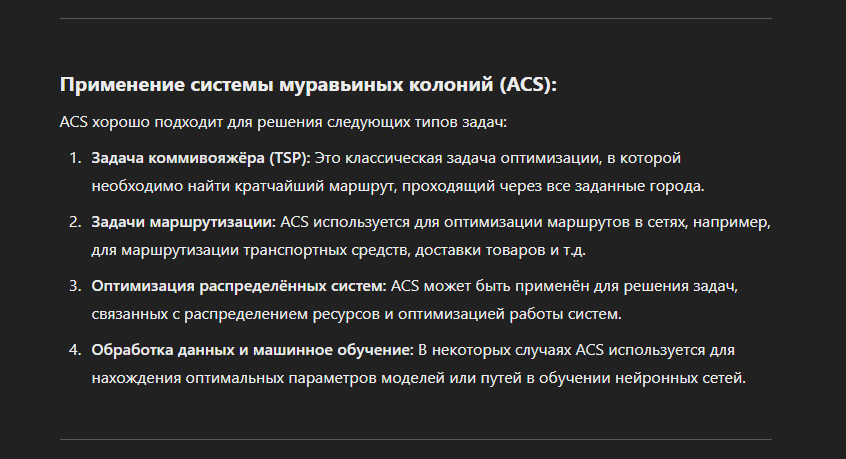 Применение системы муравьиных колоний (ACS):
ACS хорошо подходит для решения следующих типов задач:
1. Задача коммивояжёра (TSP): Это классическая задача оптимизации, в которой
необходимо найти кратчайший маршрут, проходящий через все заданные города.
2. Задачи маршрутизации: ACS используется для оптимизации маршрутов в сетях, например,
для маршрутизации транспортных средств, доставки товаров и т.д.
3. Оптимизация распределённых систем: ACS может быть применён для решения задач,
связанных с распределением ресурсов и оптимизацией работы систем.
4. Обработка данных и машинное обучение: В некоторых случаях ACS используется для
нахождения оптимальных параметров моделей или путей в обучении нейронных сетей.